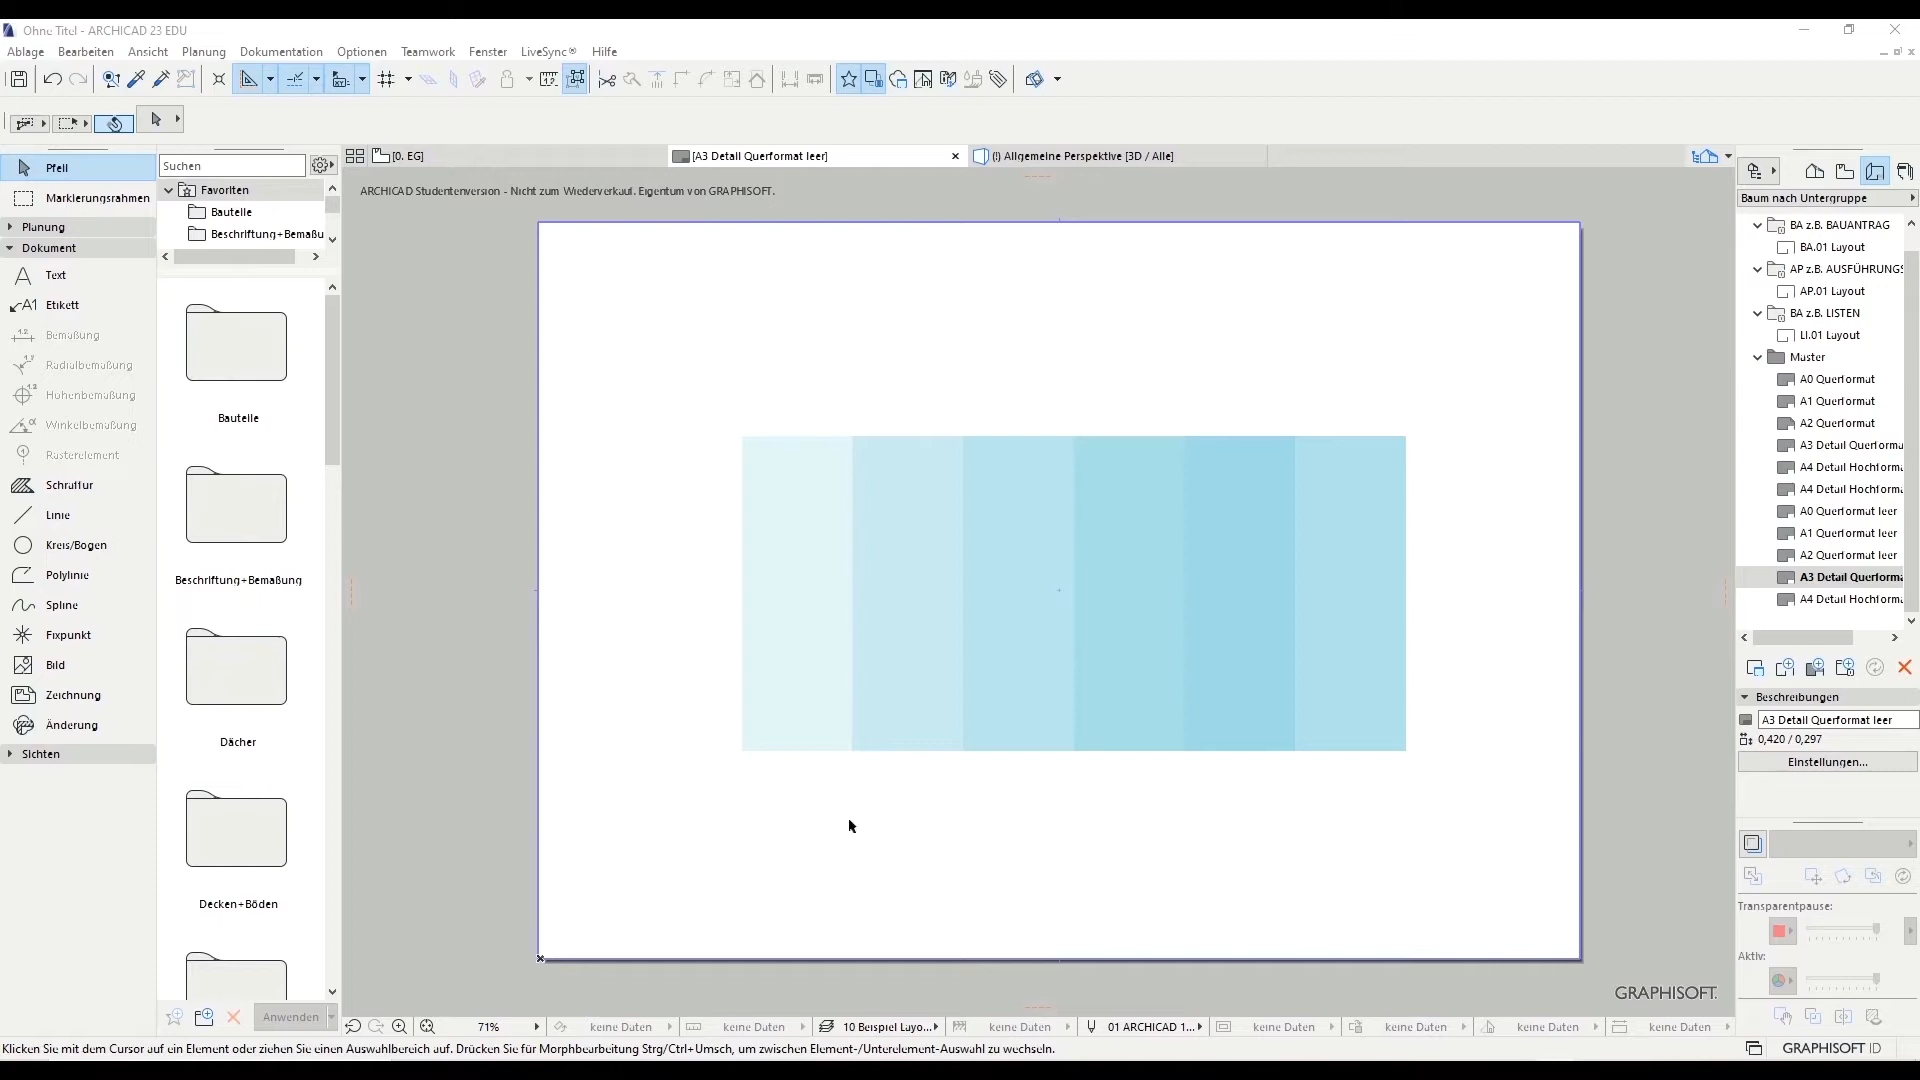 Ohne Titel - ARCHICAD 23 EDU
Ablage Bearbeiten Ansicht Planung Dokumentation Optionen Teamwork Fenster LiveSync® Hilfe
Pfeil
Markierungsrahmen
Planung
Dokument
Text
Etikett
Bemaßung
Radialbemaßung
Höhenbemaßung
Winkelbemaßung
Rasterelement
Schraffur
Linie
Kreis/Bogen
Polylinie
Spline
Fixpunkt
Bild
Zeichnung
Änderung
Sichten
Suchen
Favoriten
Bauteile
Beschriftung+Bemaßu
Bauteile
Beschriftung+Bemaßung
Dächer
Decken+Böden
Anwenden
[0. EG]
[A3 Detail Querformat leer]
(!) Allgemeine Perspektive [3D / Alle]
ARCHICAD Studentenversion - Nicht zum Wiederverkauf. Eigentum von GRAPHISOFT.
GRAPHISOFT.
Baum nach Untergruppe
BA z.B. BAUANTRAG
BA.01 Layout
AP z.B. AUSFÜHRUNGS
AP.01 Layout
BA z.B. LISTEN
LI.01 Layout
Master
A0 Querformat
A1 Querformat
A2 Querformat
A3 Detail Querforma
A4 Detail Hochforma
A4 Detail Hochforma
A0 Querformat leer
A1 Querformat leer
A2 Querformat leer
A3 Detail Querforma
A4 Detail Hochforma
Beschreibungen
A3 Detail Querformat leer
0,420 / 0,297
Einstellungen...
Transparentpause:
Aktiv:
71% keine Daten keine Daten 10 Beispiel Layo... keine Daten 01 ARCHICAD 1... keine Daten keine Daten keine Daten keine Daten
Klicken Sie mit dem Cursor auf ein Element oder ziehen Sie einen Auswahlbereich auf. Drücken Sie für Morphbearbeitung Strg/Ctrl+Umsch, um zwischen Element-/Unterelement-Auswahl zu wechseln.
GRAPHISOFT ID